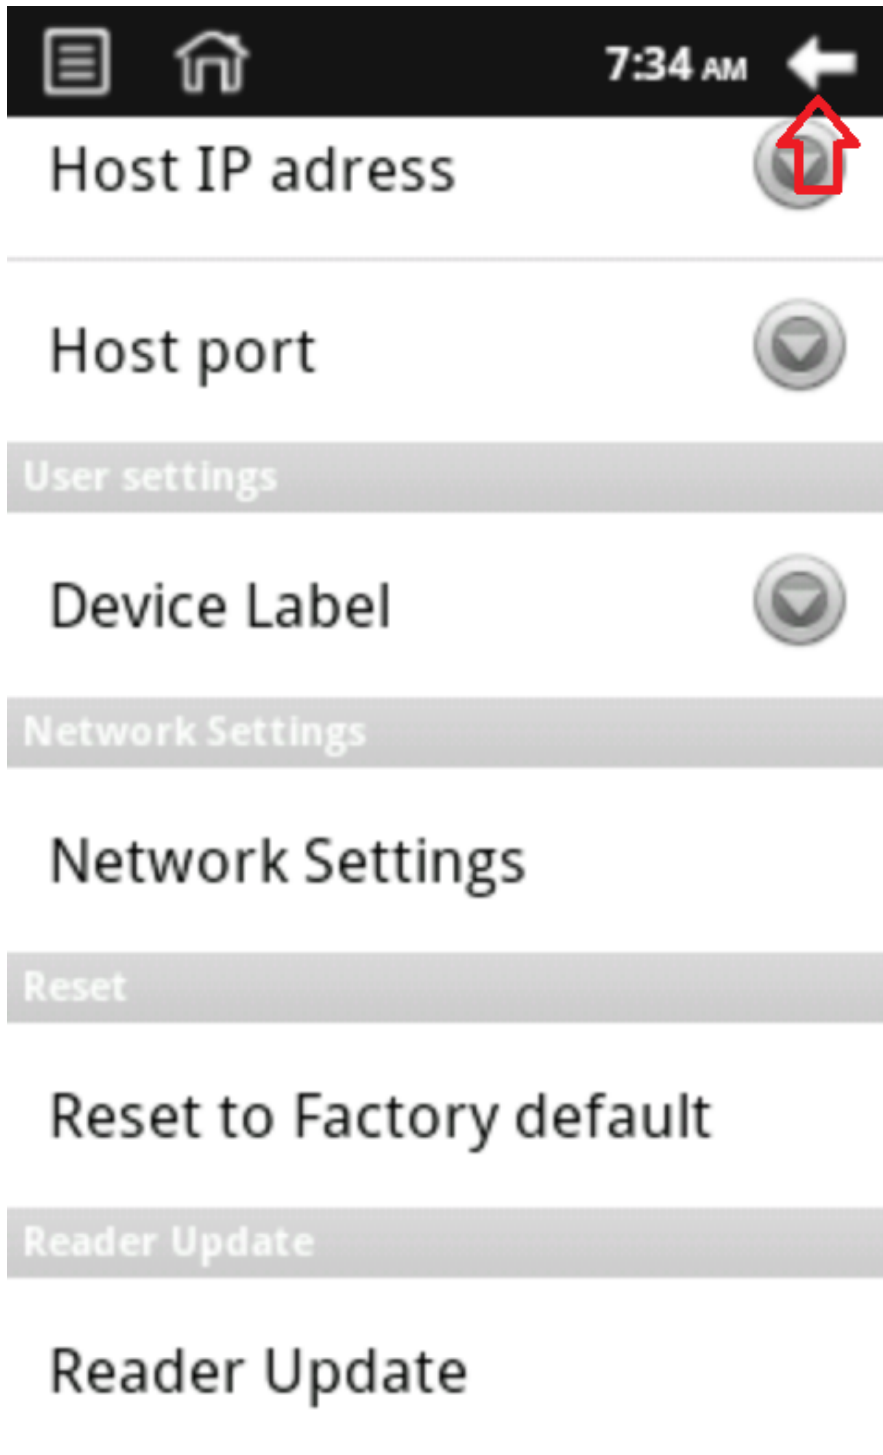 7:34 AM
Host IP adress
Host port
User settings
Device Label
Network Settings
Network Settings
Reset
Reset to Factory default
Reader Update
Reader Update